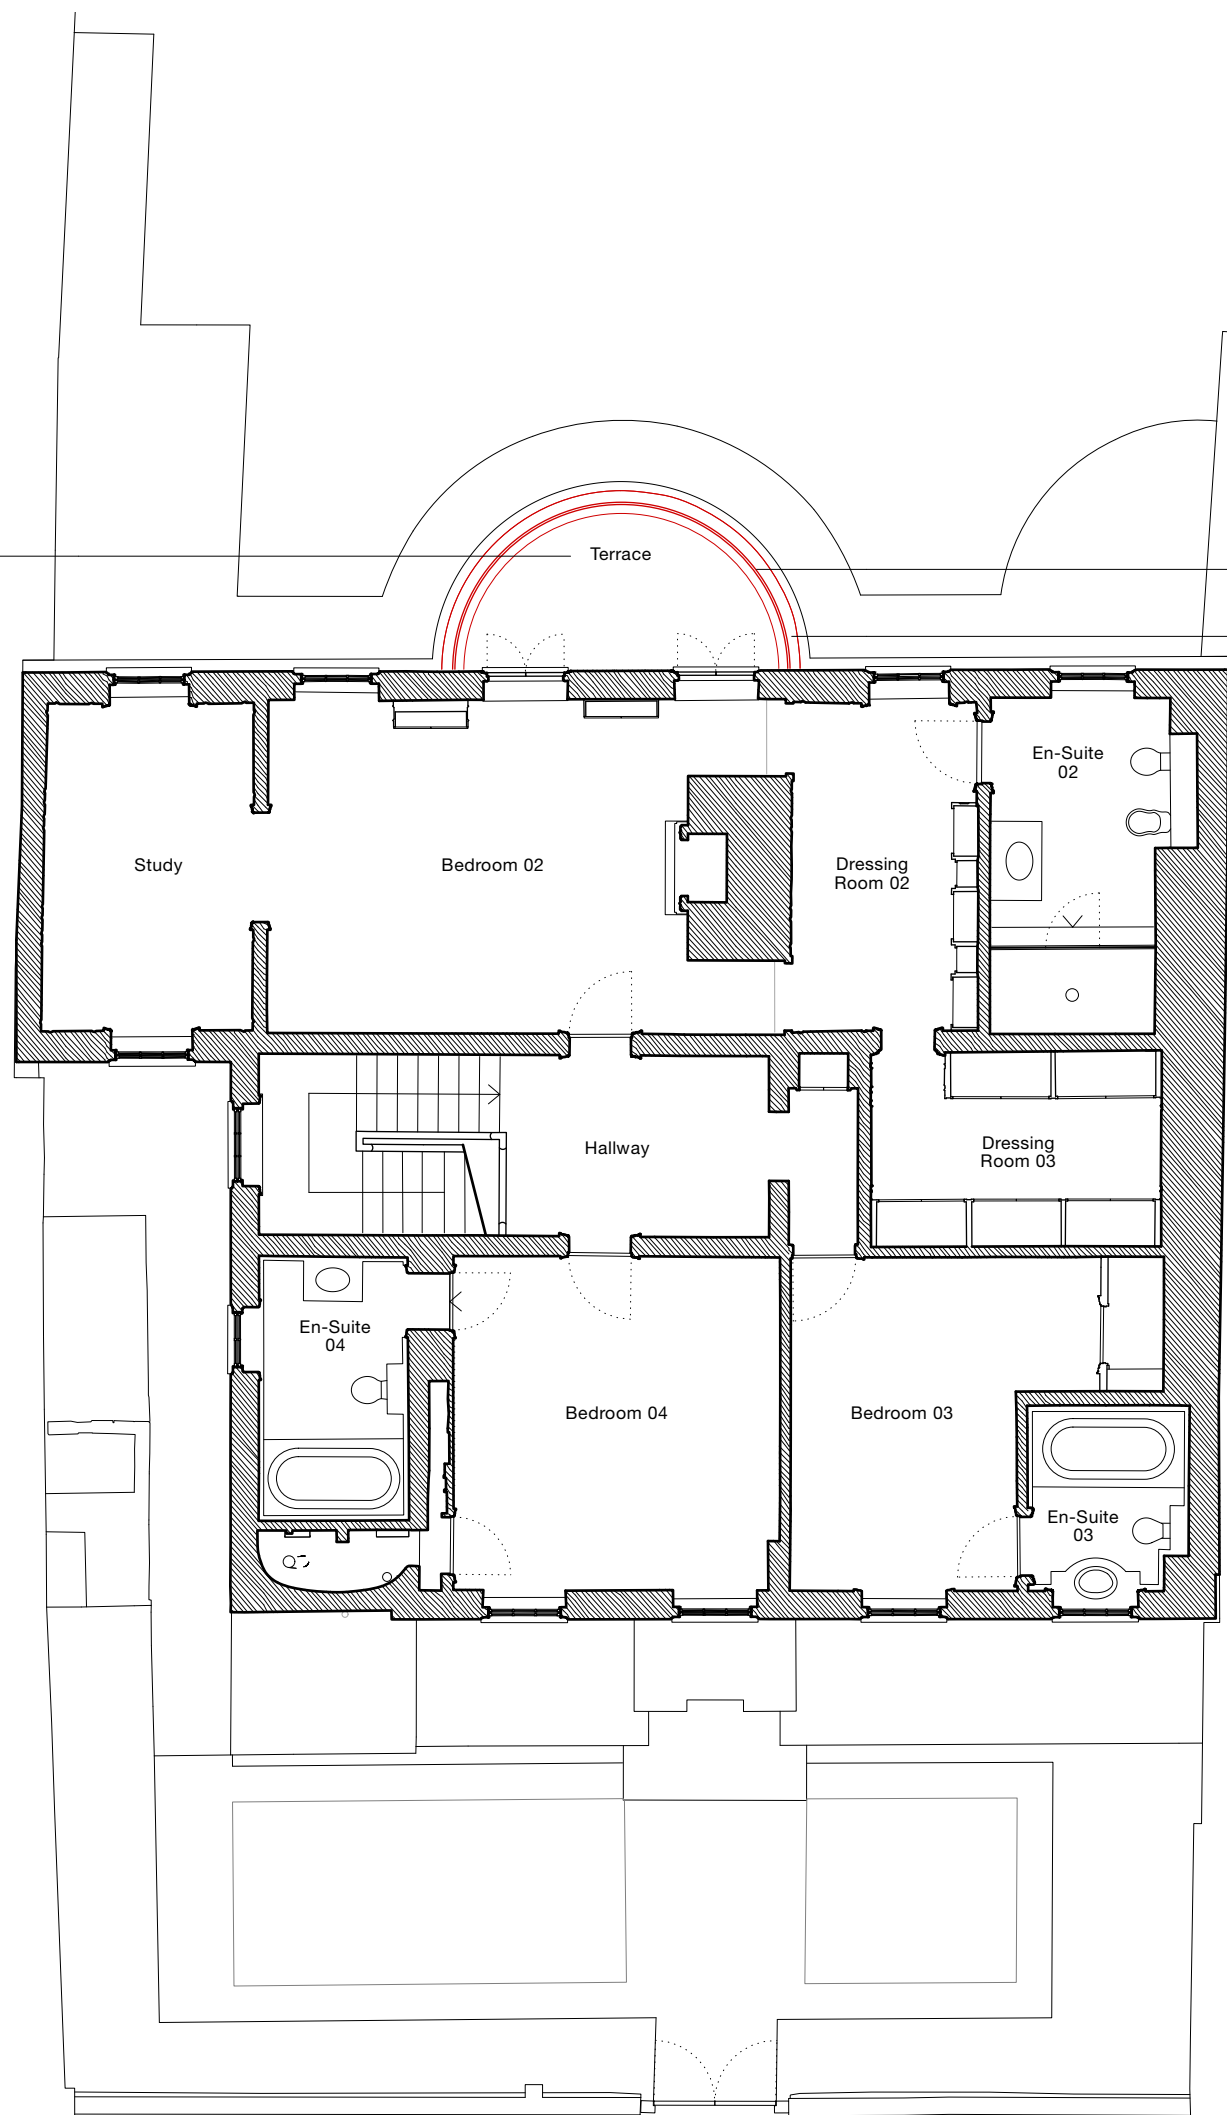 Terrace
En-Suite
02
Study
Bedroom 02
Dressing
Room 02
Hallway
Dressing
Room 03
En-Suite
04
Bedroom 04
Bedroom 03
En-Suite
03